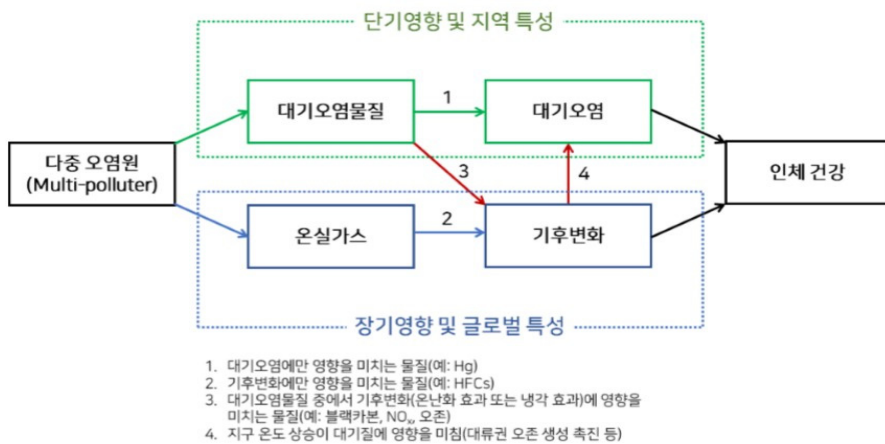 단기영향 및 지역 특성
대기오염물질
1
대기오염
다중 오염원
(Multi-polluter)
3
4
인체 건강
온실가스
2
기후변화
장기영향 및 글로벌 특성
1. 대기오염에만 영향을 미치는 물질(예: Hg)
2. 기후변화에만 영향을 미치는 물질(예: HFCs)
3. 대기오염물질 중에서 기후변화(온난화 효과 또는 냉각 효과)에 영향을
미치는 물질(예: 블랙카본, NOₓ, 오존)
4. 지구 온도 상승이 대기질에 영향을 미침(대류권 오존 생성 촉진 등)